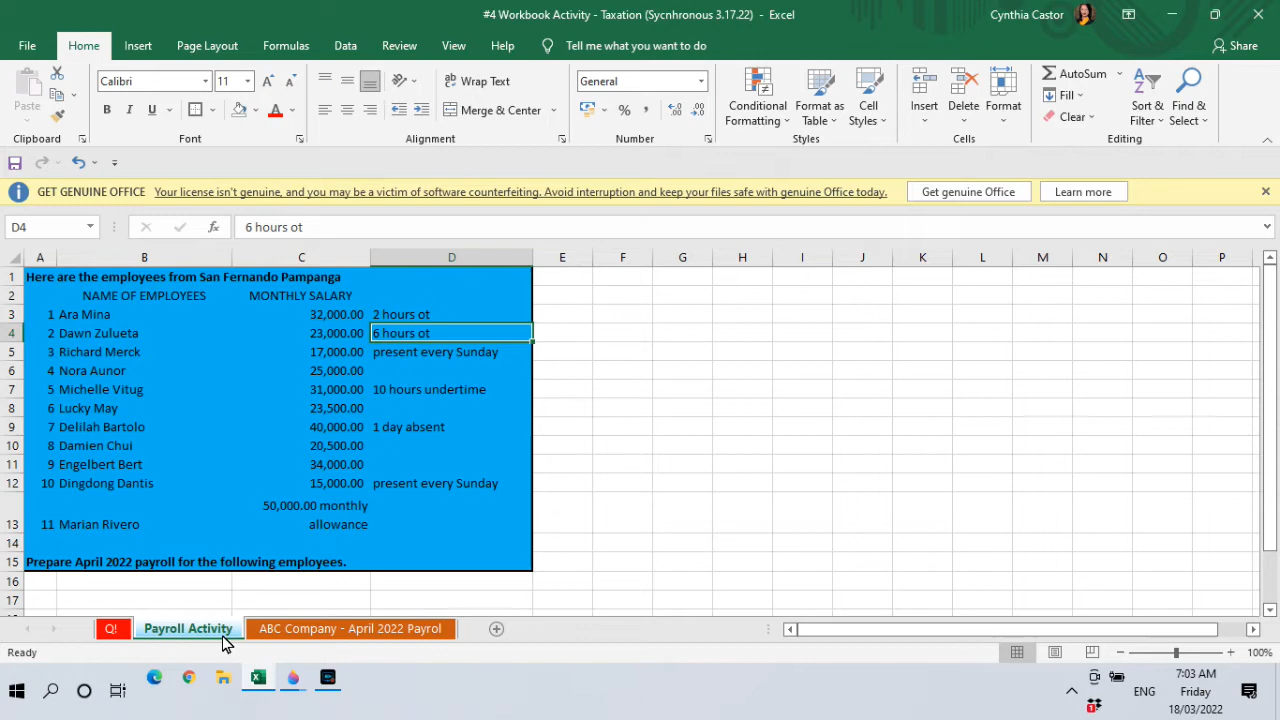 #4 Workbook Activity - Taxation (Sycnhronous 3.17.22) - Excel
Cynthia Castor
File Home Insert Page Layout Formulas Data Review View Help Tell me what you want to do Share
Paste
Calibri 11
B I U
A A
Wrap Text
Merge & Center
General
%
Conditional Formatting
Format as Table
Cell Styles
Insert
Delete
Format
AutoSum
Fill
Clear
Sort & Filter
Find & Select
Clipboard Font Alignment Number Styles Cells Editing
GET GENUINE OFFICE Your license isn't genuine, and you may be a victim of software counterfeiting. Avoid interruption and keep your files safe with genuine Office today. Get genuine Office Learn more
D4 fx 6 hours ot
A B C D E F G H I J K L M N O P
1 Here are the employees from San Fernando Pampanga
2 NAME OF EMPLOYEES MONTHLY SALARY
3 1 Ara Mina 32,000.00 2 hours ot
4 2 Dawn Zulueta 23,000.00 6 hours ot
5 3 Richard Merck 17,000.00 present every Sunday
6 4 Nora Aunor 25,000.00
7 5 Michelle Vitug 31,000.00 10 hours undertime
8 6 Lucky May 23,500.00
9 7 Delilah Bartolo 40,000.00 1 day absent
10 8 Damien Chui 20,500.00
11 9 Engelbert Bert 34,000.00
12 10 Dingdong Dantis 15,000.00 present every Sunday
50,000.00 monthly
13 11 Marian Rivero allowance
14
15 Prepare April 2022 payroll for the following employees.
16
17
Q! Payroll Activity ABC Company - April 2022 Payrol
Ready 100%
7:03 AM
ENG Friday
18/03/2022
1